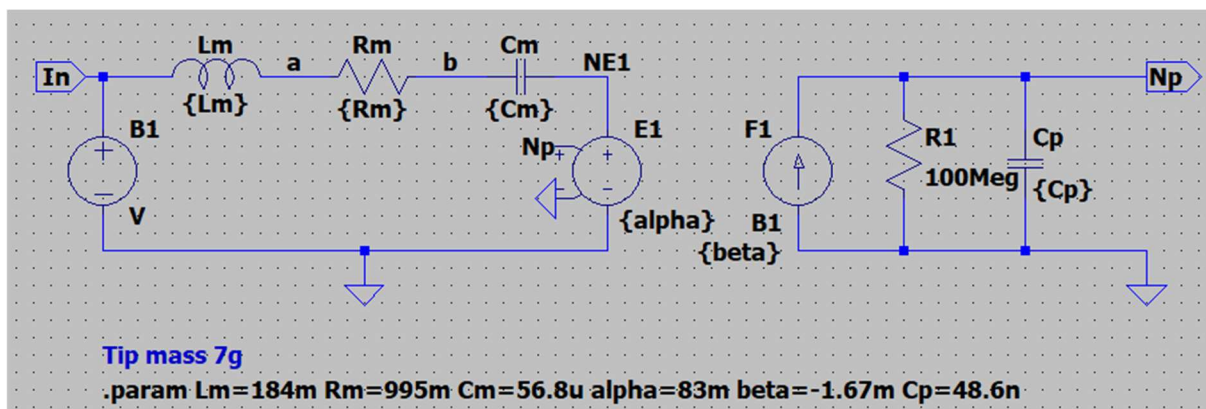 Lm
Rm
Cm
In
a
b
NE1
Np
{Lm}
{Rm}
{Cm}
B1
E1
F1
R1
Cp
Np
100Meg
{Cp}
V
{alpha}
B1
{beta}
Tip mass 7g
.param Lm=184m Rm=995m Cm=56.8u alpha=83m beta=-1.67m Cp=48.6n